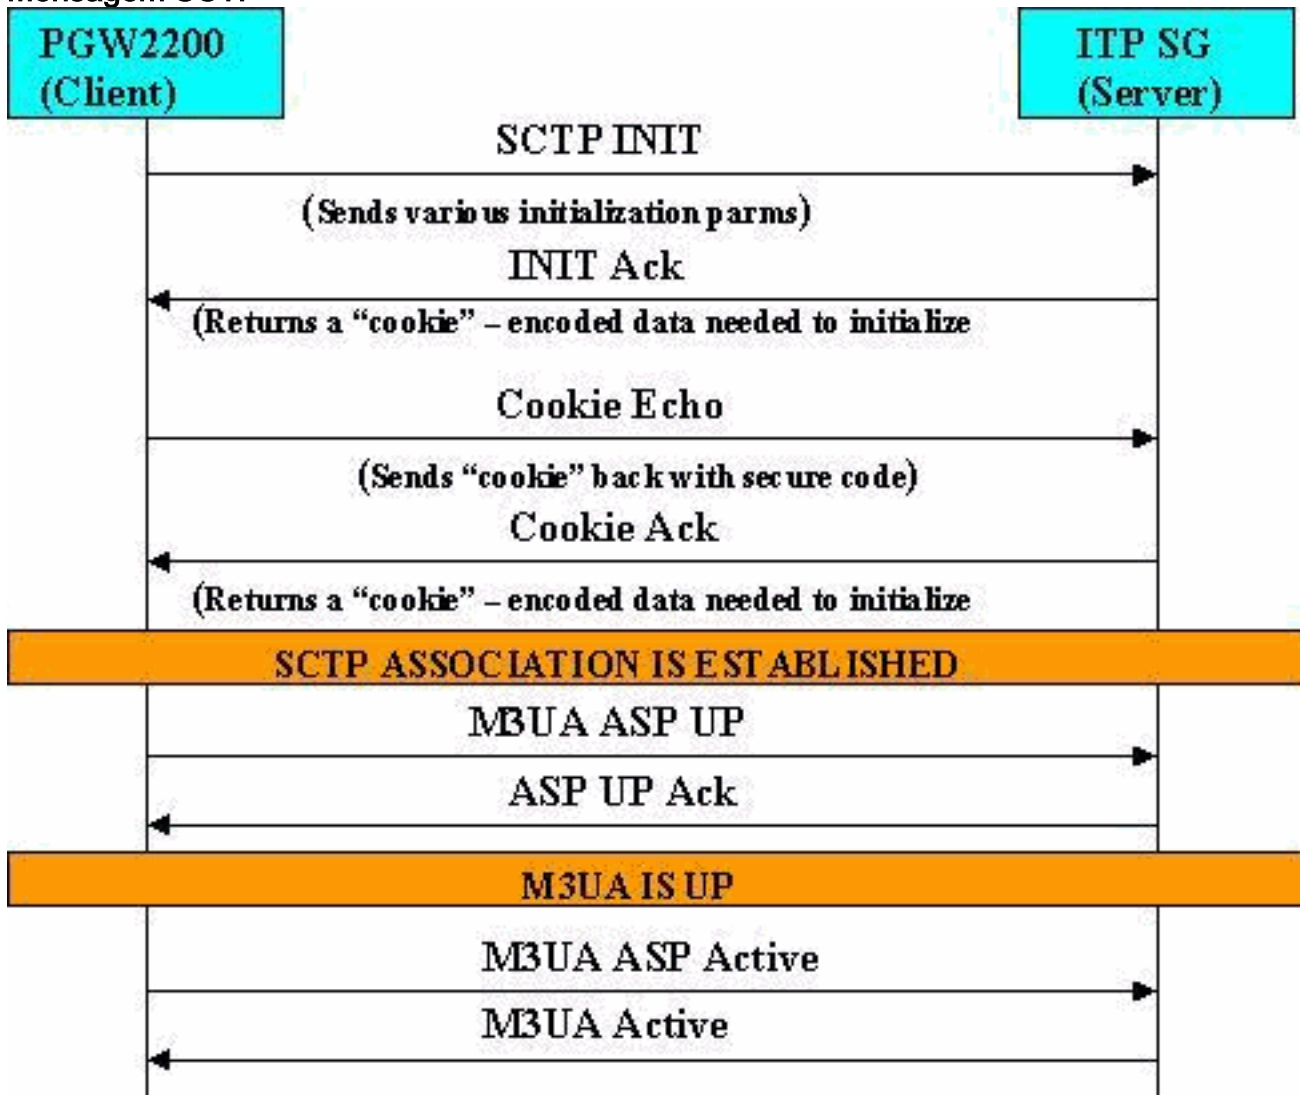 PGW2200
(Client)
ITP SG
(Server)
SCTP INIT
(Sends various initialization parms)
INIT Ack
(Returns a “cookie” – encoded data needed to initialize
Cookie Echo
(Sends “cookie” back with secure code)
Cookie Ack
(Returns a “cookie” – encoded data needed to initialize
SCTP ASSOCIATION IS ESTABLISHED
M3UA ASP UP
ASP UP Ack
M3UA IS UP
M3UA ASP Active
M3UA Active